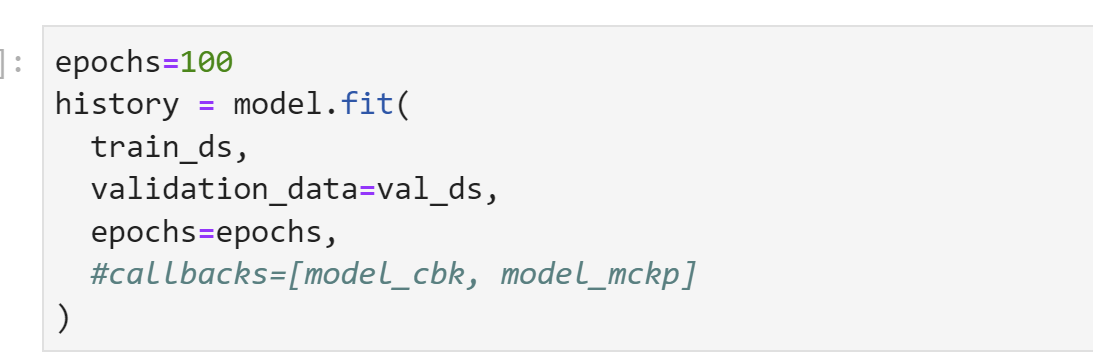 ]: epochs=100
history = model.fit(
  train_ds,
  validation_data=val_ds,
  epochs=epochs,
  #callbacks=[model_cbk, model_mckp]
)